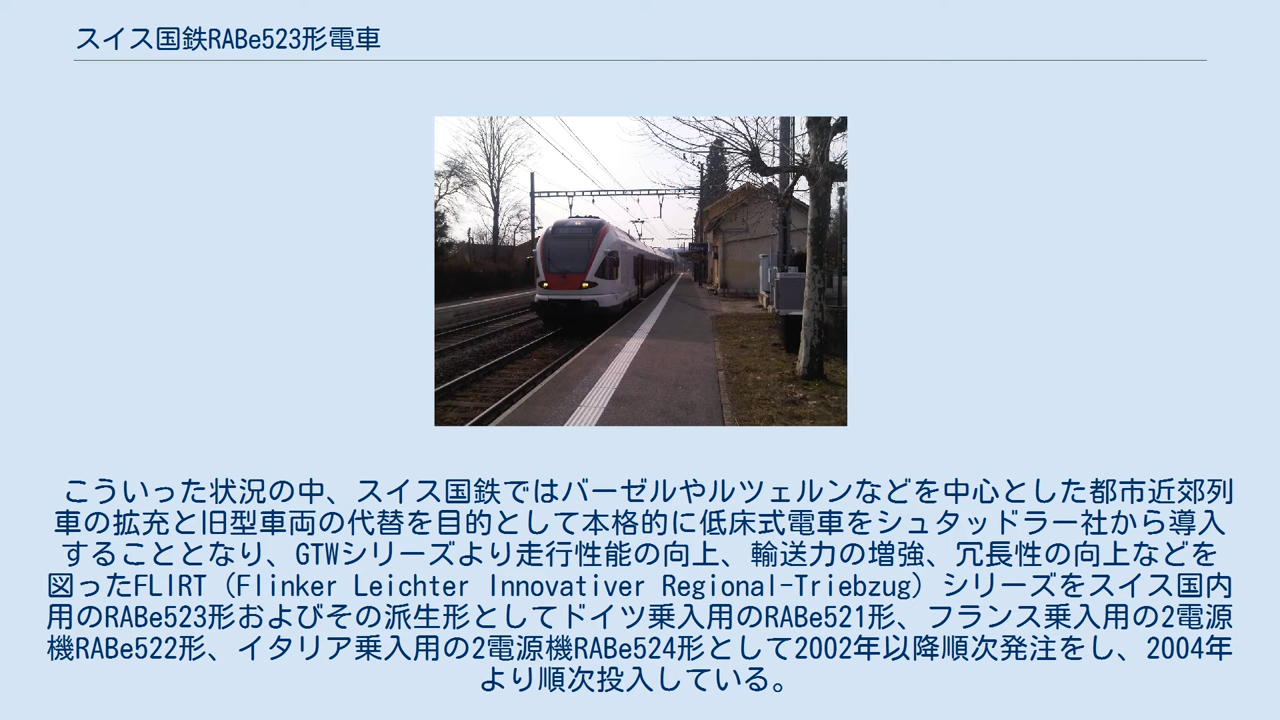 スイス国鉄RABe523形電車
こういった状況の中、スイス国鉄ではバーゼルやルツェルンなどを中心とした都市近郊列
車の拡充と旧型車両の代替を目的として本格的に低床式電車をシュタッドラー社から導入
することとなり、GTWシリーズより走行性能の向上、輸送力の増強、冗長性の向上などを
図ったFLIRT（Flinker Leichter Innovativer Regional-Triebzug）シリーズをスイス国内
用のRABe523形およびその派生形としてドイツ乗入用のRABe521形、フランス乗入用の2電源
機RABe522形、イタリア乗入用の2電源機RABe524形として2002年以降順次発注をし、2004年
より順次投入している。